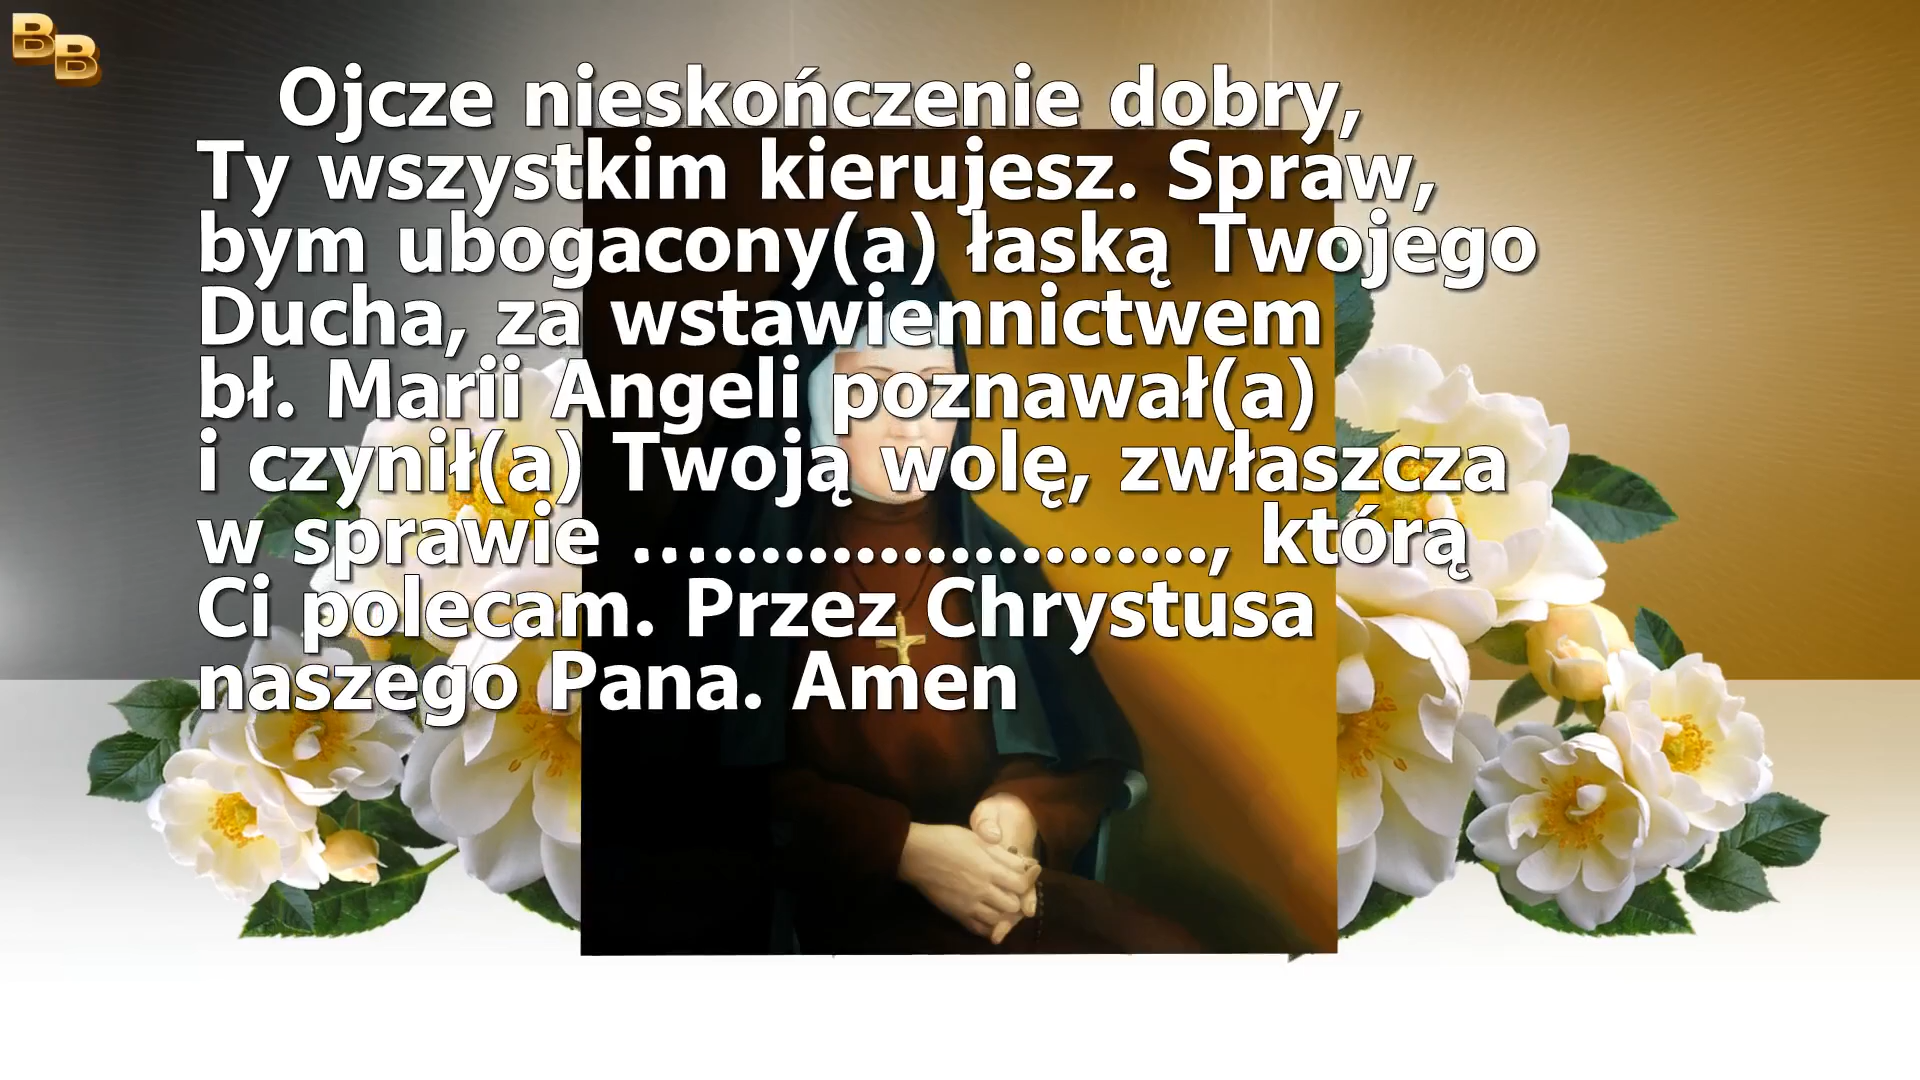 BB
Ojcze nieskończenie dobry,
Ty wszystkim kierujesz. Spraw,
bym ubogacony(a) łaską Twojego
Ducha, za wstawiennictwem
bł. Marii Angeli poznawał(a)
i czynił(a) Twoją wolę, zwłaszcza
w sprawie …....................., którą
Ci polecam. Przez Chrystusa
naszego Pana. Amen